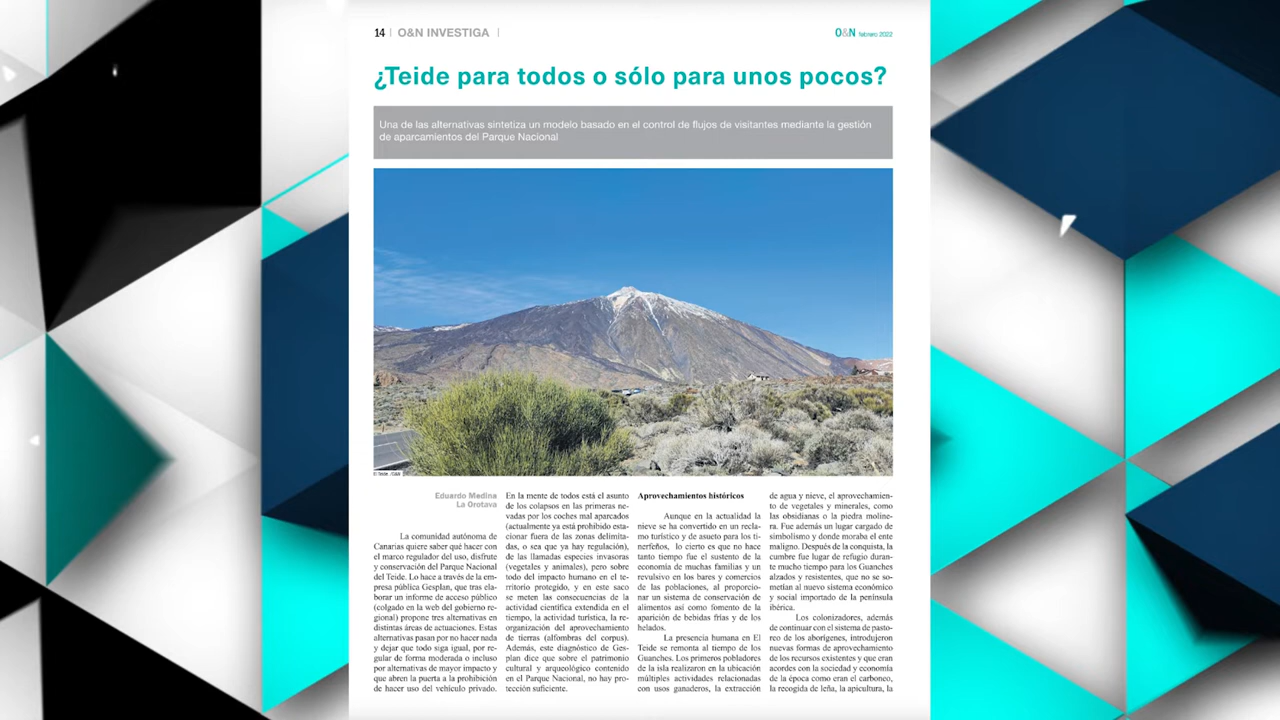 14 | O&N INVESTIGA |
O&N febrero 2022
¿Teide para todos o sólo para unos pocos?
Una de las alternativas sintetiza un modelo basado en el control de flujos de visitantes mediante la gestión
de aparcamientos del Parque Nacional
El Teide. /O&N
Eduardo Medina
La Orotava
La comunidad autónoma de
Canarias quiere saber qué hacer con
el marco regulador del uso, disfrute
y conservación del Parque Nacional
del Teide. Lo hace a través de la em-
presa pública Gesplan, que tras ela-
borar un informe de acceso público
(colgado en la web del gobierno re-
gional) propone tres alternativas en
distintas áreas de actuaciones. Estas
alternativas pasan por no hacer nada
y dejar que todo siga igual, por re-
gular de forma moderada o incluso
por alternativas de mayor impacto y
que abren la puerta a la prohibición
de hacer uso del vehículo privado.
En la mente de todos está el asunto
de los colapsos en las primeras ne-
vadas por los coches mal aparcados
(actualmente ya está prohibido esta-
cionar fuera de las zonas delimita-
das, o sea que ya hay regulación),
de las llamadas especies invasoras
(vegetales y animales), pero sobre
todo del impacto humano en el te-
rritorio protegido, y en este saco
se meten las consecuencias de la
actividad científica extendida en el
tiempo, la actividad turística, la re-
organización del aprovechamiento
de tierras (alfombras del corpus).
Además, este diagnóstico de Ges-
plan dice que sobre el patrimonio
cultural y arqueológico contenido
en el Parque Nacional, no hay pro-
tección suficiente.
Aprovechamientos históricos
Aunque en la actualidad la
nieve se ha convertido en un recla-
mo turístico y de asueto para los ti-
nerfeños, lo cierto es que no hace
tanto tiempo fue el sustento de la
economía de muchas familias y un
revulsivo en los bares y comercios
de las poblaciones, al proporcio-
nar un sistema de conservación de
alimentos así como fomento de la
aparición de bebidas frías y de los
helados.
La presencia humana en El
Teide se remonta al tiempo de los
Guanches. Los primeros pobladores
de la isla realizaron en la ubicación
múltiples actividades relacionadas
con usos ganaderos, la extracción
de agua y nieve, el aprovechamien-
to de vegetales y minerales, como
las obsidianas o la piedra moline-
ra. Fue además un lugar cargado de
simbolismo y donde moraba el ente
maligno. Después de la conquista, la
cumbre fue lugar de refugio duran-
te mucho tiempo para los Guanches
alzados y resistentes, que no se so-
metían al nuevo sistema económico
y social importado de la península
ibérica.
Los colonizadores, además
de continuar con el sistema de pasto-
reo de los aborígenes, introdujeron
nuevas formas de aprovechamiento
de los recursos existentes y que eran
acordes con la sociedad y economía
de la época como eran el carboneo,
la recogida de leña, la apicultura, la